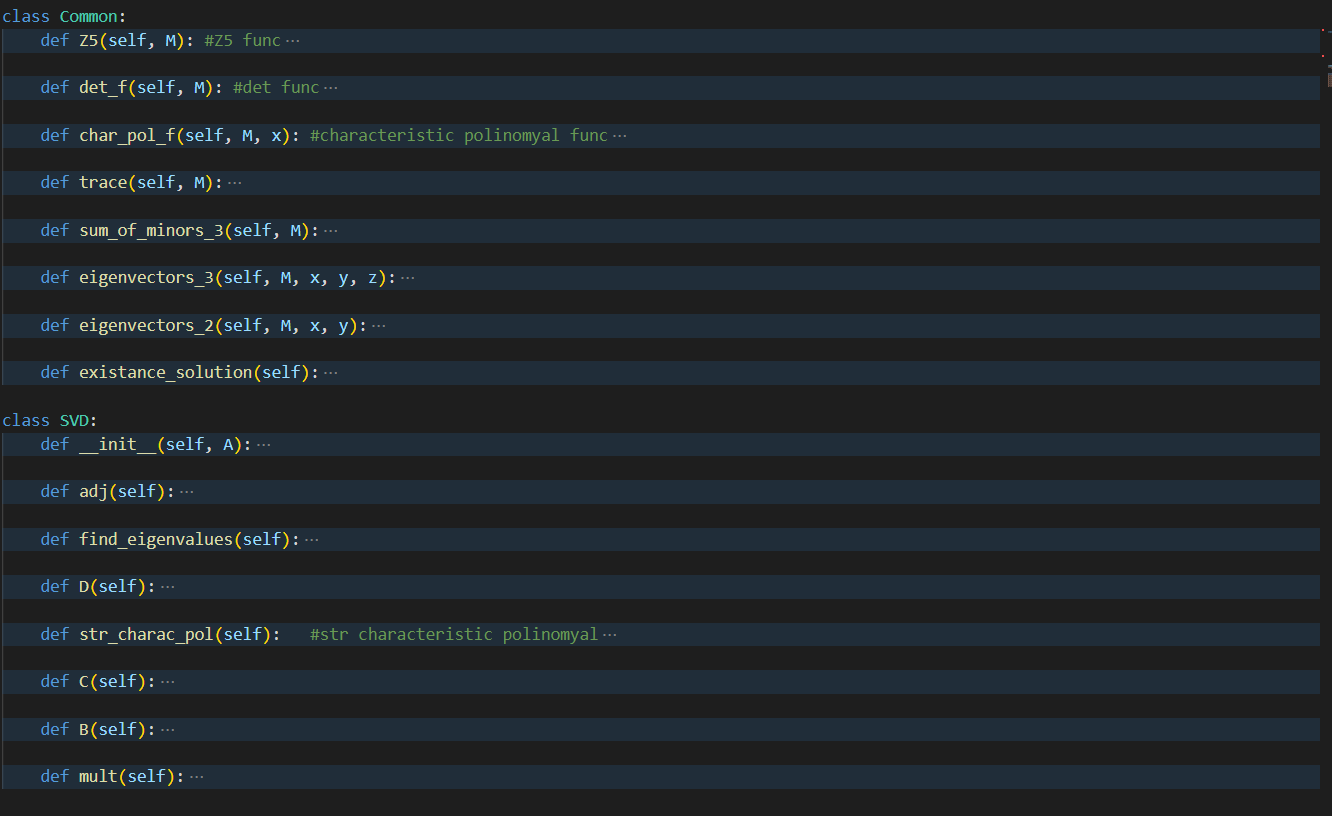 class Common:
    def Z5(self, M): #Z5 func ···
    def det_f(self, M): #det func ···
    def char_pol_f(self, M, x): #characteristic polinomyal func ···
    def trace(self, M): ···
    def sum_of_minors_3(self, M): ···
    def eigenvectors_3(self, M, x, y, z): ···
    def eigenvectors_2(self, M, x, y): ···
    def existance_solution(self): ···
class SVD:
    def __init__(self, A): ···
    def adj(self): ···
    def find_eigenvalues(self): ···
    def D(self): ···
    def str_charac_pol(self):   #str characteristic polinomyal ···
    def C(self): ···
    def B(self): ···
    def mult(self): ···